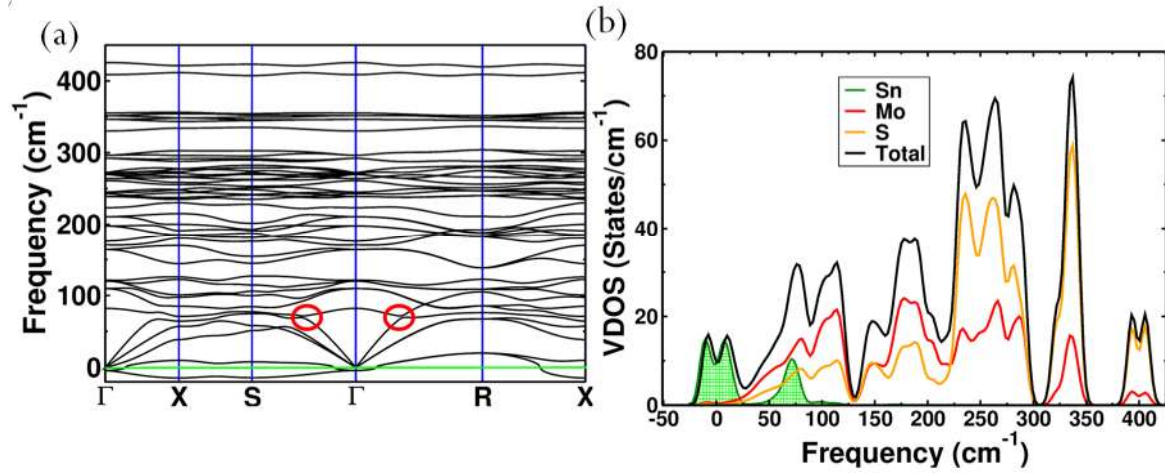 (a)
Frequency (cm-1)
400
300
200
100
0
Γ X S Γ R X
(b)
VDOS (States/cm-1)
80
60
40
20
0
Sn
Mo
S
Total
-50 0 50 100 150 200 250 300 350 400
Frequency (cm-1)